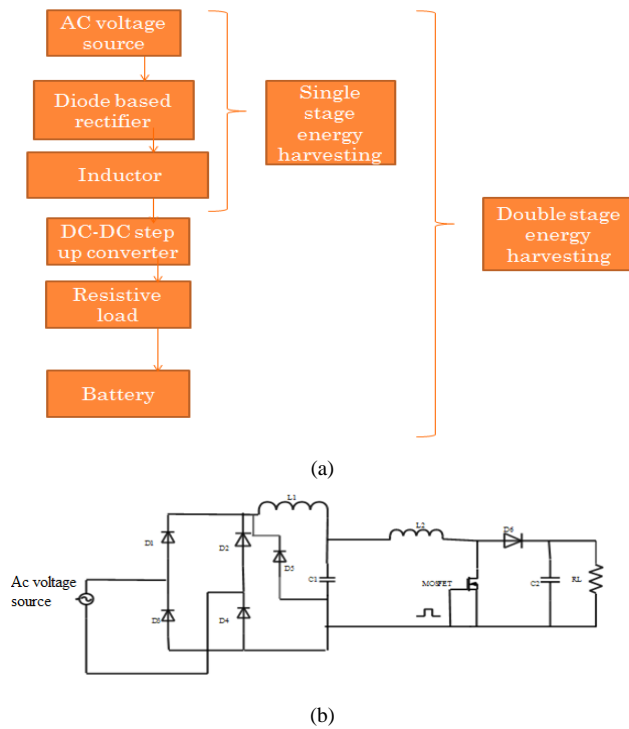 AC voltage
source
Diode based
rectifier
Inductor
DC-DC step
up converter
Resistive
load
Battery
Single
stage
energy
harvesting
Double stage
energy
harvesting
(a)
L1
D1
D2
D5
C1
L2
D6
MOSFET
C2
RL
Ac voltage
source
D3
D4
(b)